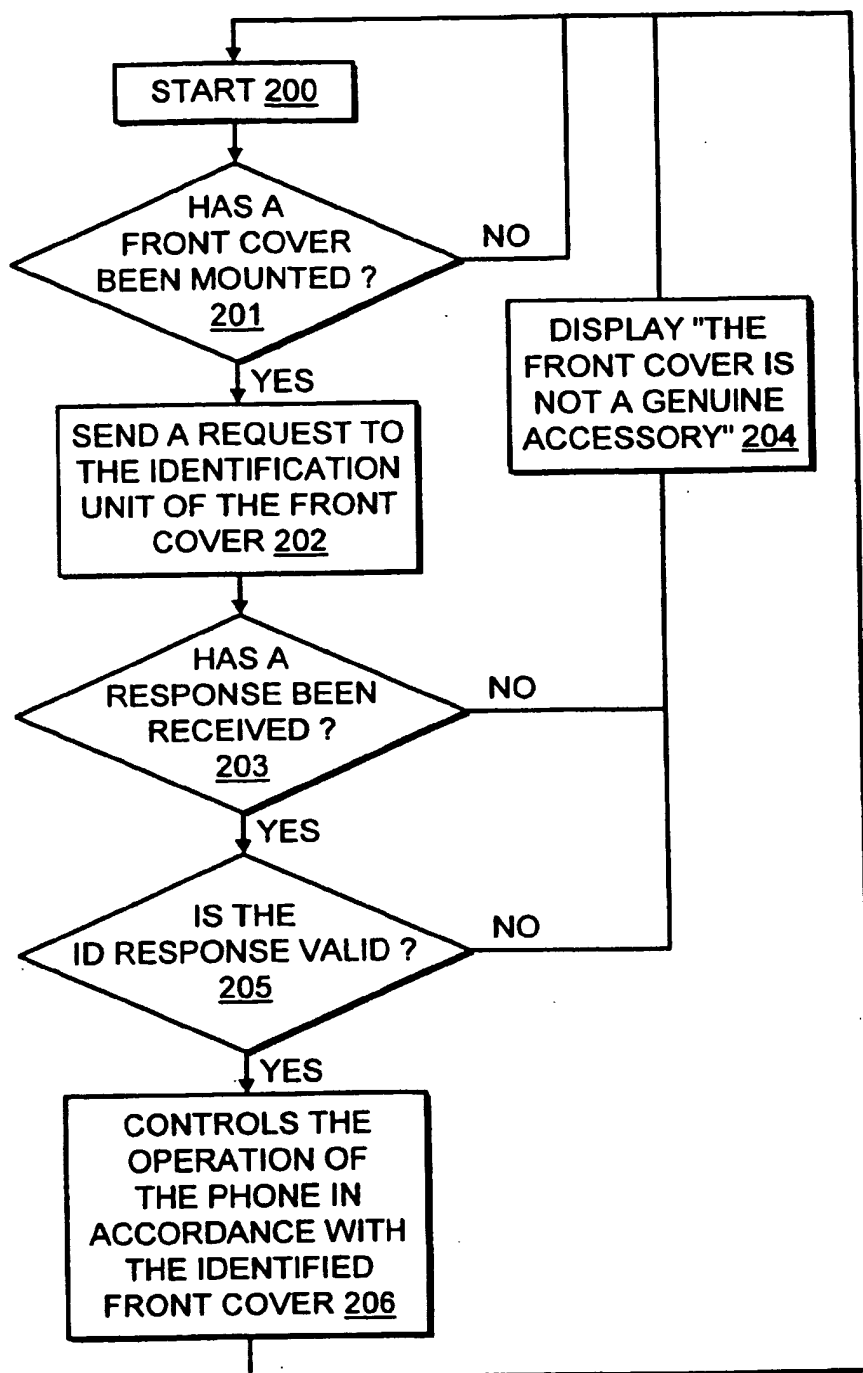 START 200
HAS A
FRONT COVER
BEEN MOUNTED ?
201
NO
YES
DISPLAY "THE
FRONT COVER IS
NOT A GENUINE
ACCESSORY" 204
SEND A REQUEST TO
THE IDENTIFICATION
UNIT OF THE FRONT
COVER 202
HAS A
RESPONSE BEEN
RECEIVED ?
203
NO
YES
IS THE
ID RESPONSE VALID ?
205
NO
YES
CONTROLS THE
OPERATION OF
THE PHONE IN
ACCORDANCE WITH
THE IDENTIFIED
FRONT COVER 206